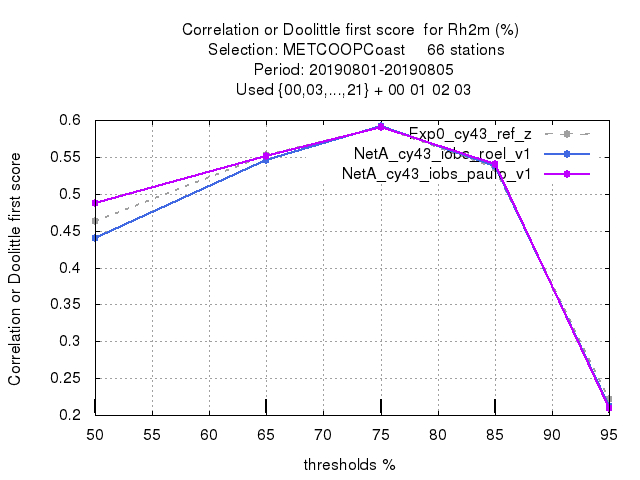 Correlation or Doolittle first score  for Rh2m (%)
Selection: METCOOPCoast     66 stations
Period: 20190801-20190805
Used {00,03,...,21} + 00 01 02 03
Correlation or Doolittle first score
0.6
0.55
0.5
0.45
0.4
0.35
0.3
0.25
0.2
Exp0_cy43_ref_z
NetA_cy43_iobs_roel_v1
NetA_cy43_iobs_paulo_v1
50 55 60 65 70 75 80 85 90 95
thresholds %